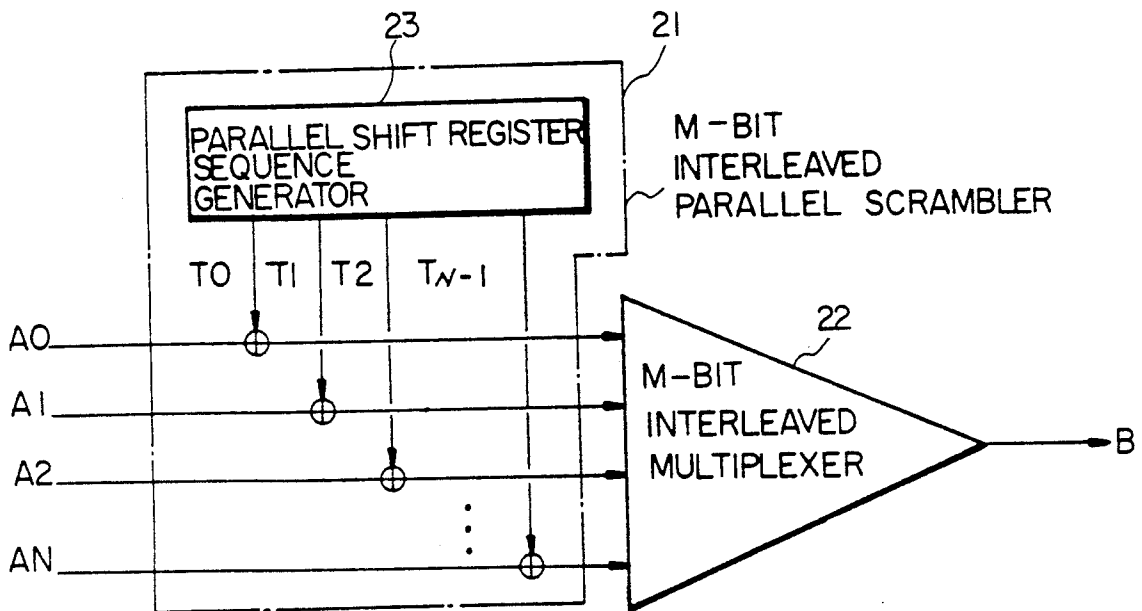 23
21
PARALLEL SHIFT REGISTER
SEQUENCE
GENERATOR
M-BIT
INTERLEAVED
PARALLEL SCRAMBLER
T0 T1 T2 TN-1
22
A0
A1
A2
AN
M-BIT
INTERLEAVED
MULTIPLEXER
B